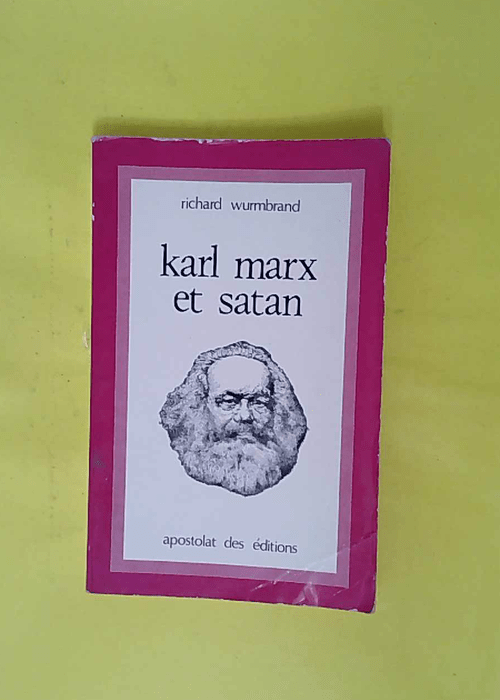 richard wurmbrand
karl marx
et satan
apostolat des éditions